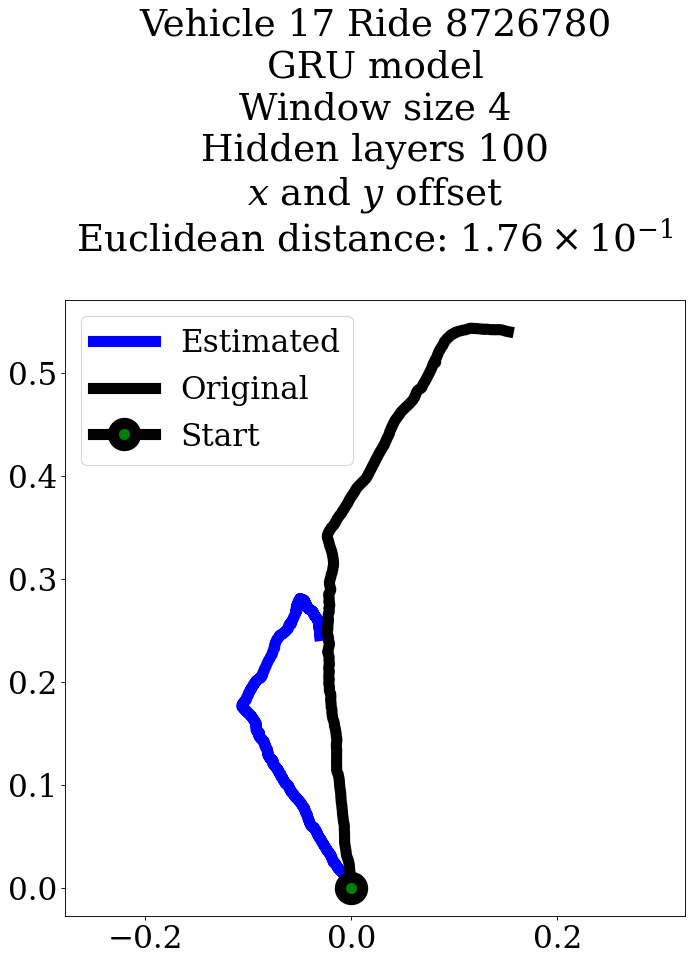 Vehicle 17 Ride 8726780
GRU model
Window size 4
Hidden layers 100
x and y offset
Euclidean distance: 1.76 × 10⁻¹
Estimated
Original
Start
0.5
0.4
0.3
0.2
0.1
0.0
−0.2 0.0 0.2